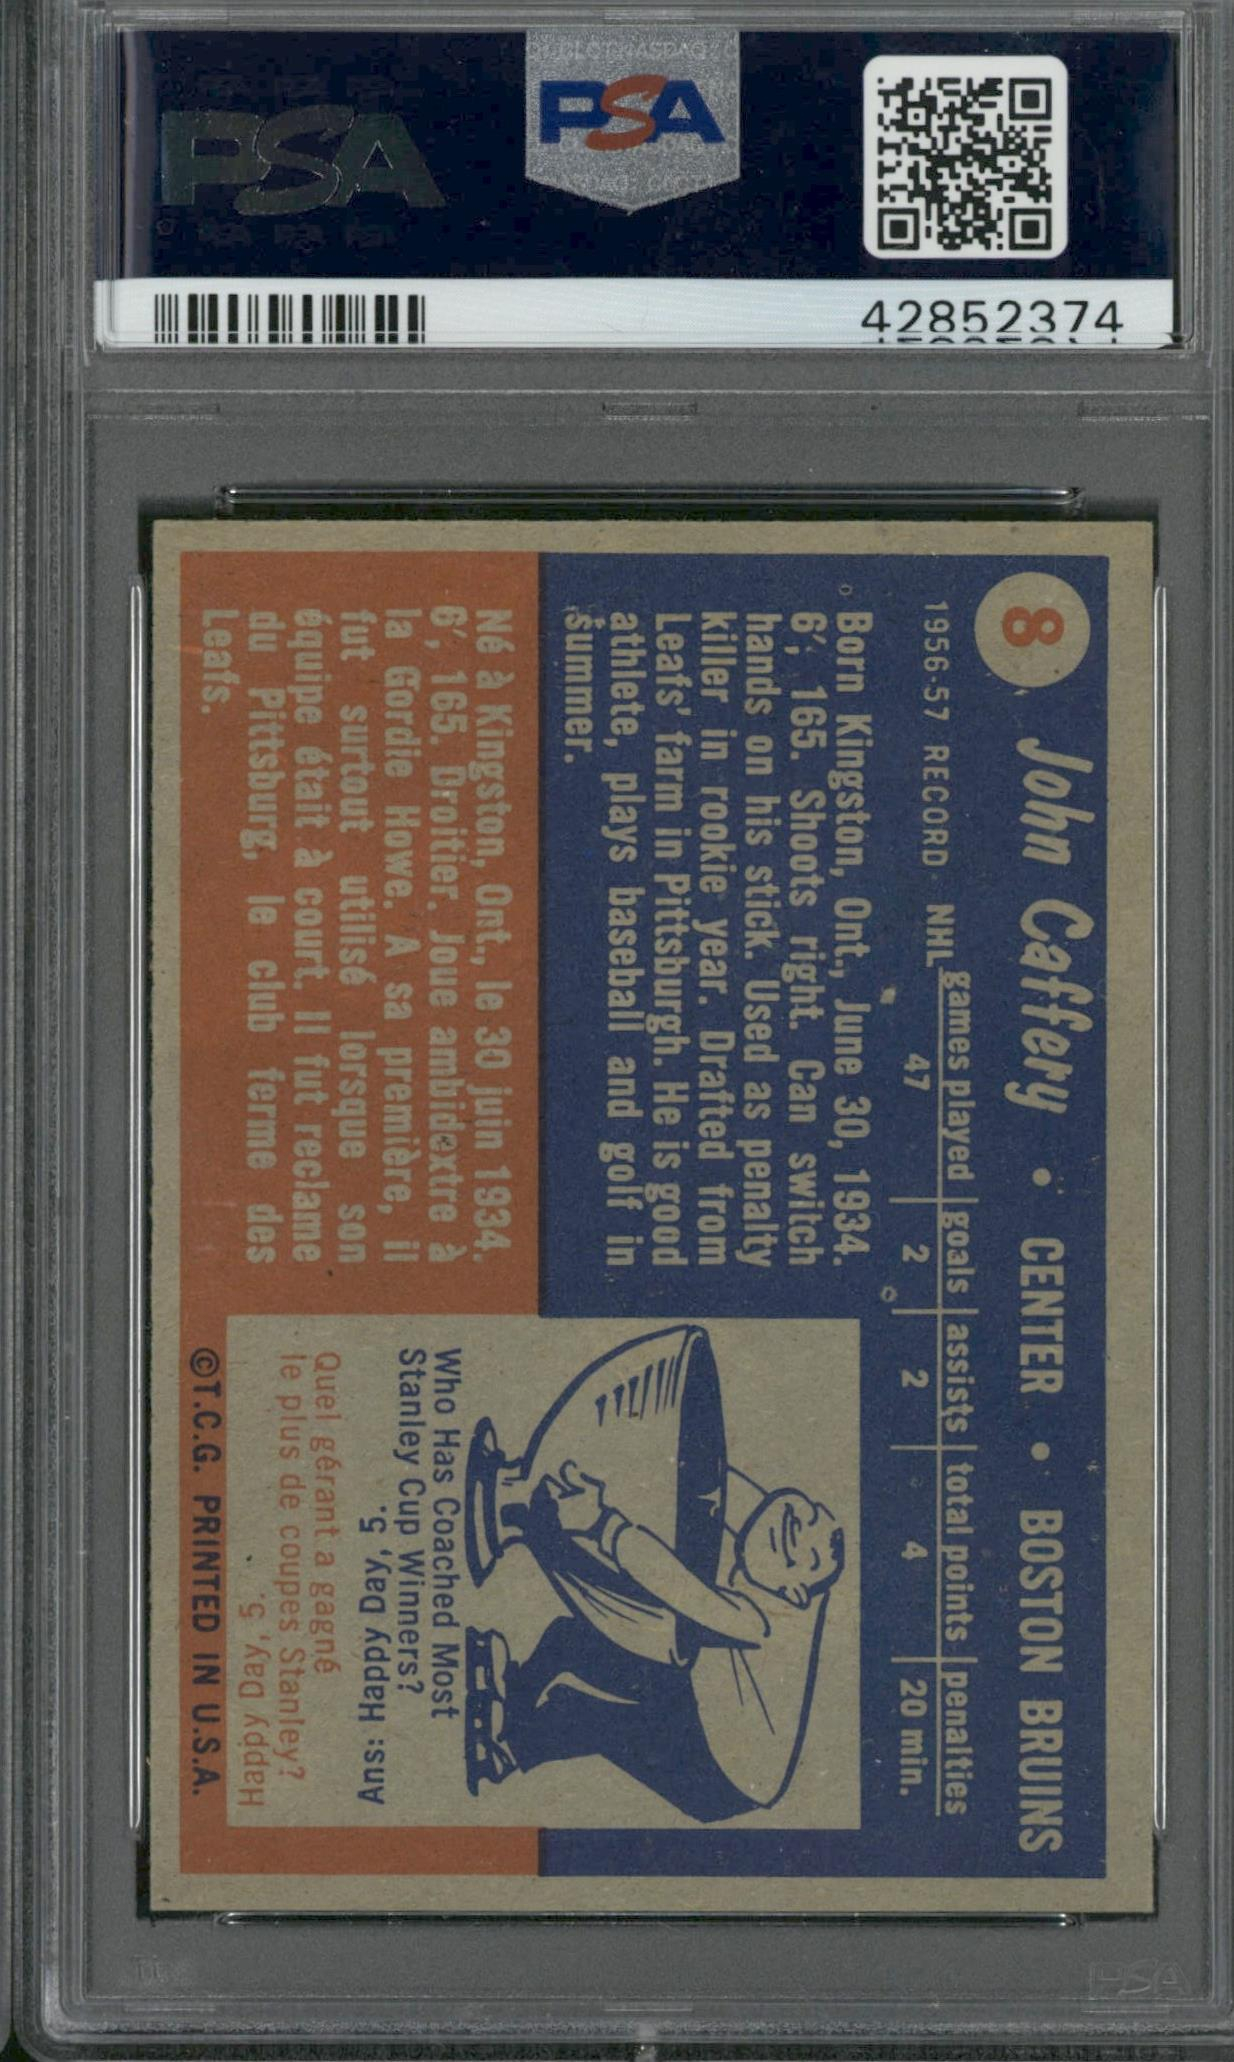 PSA
PSA
42852374
8
John Caffery • CENTER • BOSTON BRUINS
games played | goals | assists | total points | penalties
1956-57 RECORD - NHL 47 2 2 4 20 min.
Born Kingston, Ont., June 30, 1934.
6', 165. Shoots right. Can switch
hands on his stick. Used as penalty
killer in rookie year. Drafted from
Leafs' farm in Pittsburgh. He is good
athlete, plays baseball and golf in
summer.
Né à Kingston, Ont., le 30 juin 1934.
6', 165. Droitier. Joue ambidextre à
la Gordie Howe. A sa première, il
fut surtout utilisé lorsque son
équipe était à court. Il fut reclame
du Pittsburg, le club ferme des
Leafs.
Who Has Coached Most
Stanley Cup Winners?
Ans: Happy Day, 5.
Quel gérant a gagné
le plus de coupes Stanley?
Happy Day, 5.
©T.C.G. PRINTED IN U.S.A.
PSA